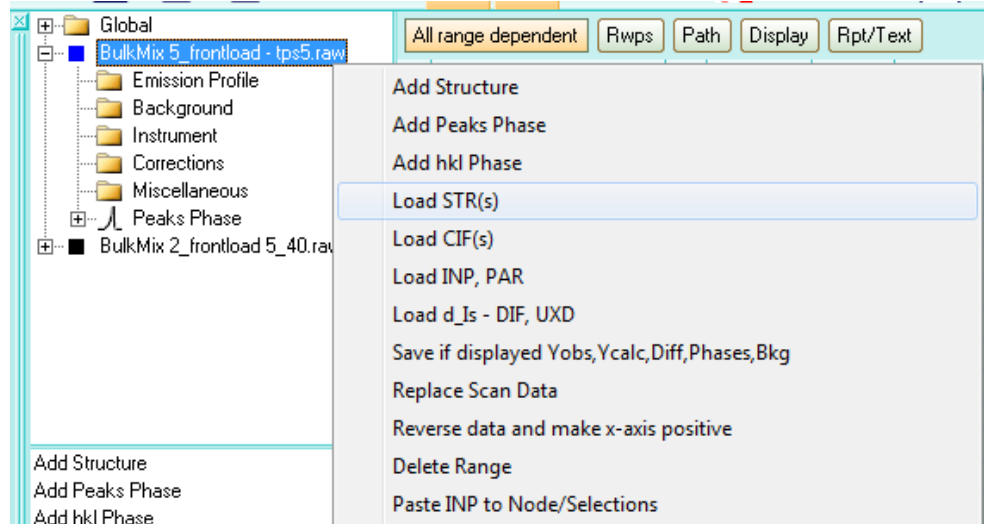 Global
BulkMix 5_frontload - tps5.raw
Emission Profile
Background
Instrument
Corrections
Miscellaneous
Peaks Phase
BulkMix 2_frontload 5_40.raw
All range dependent Rwps Path Display Rpt/Text
Add Structure
Add Peaks Phase
Add hkl Phase
Load STR(s)
Load CIF(s)
Load INP, PAR
Load d_Is - DIF, UXD
Save if displayed Yobs,Ycalc,Diff,Phases,Bkg
Replace Scan Data
Reverse data and make x-axis positive
Delete Range
Paste INP to Node/Selections
Add Structure
Add Peaks Phase
Add hkl Phase